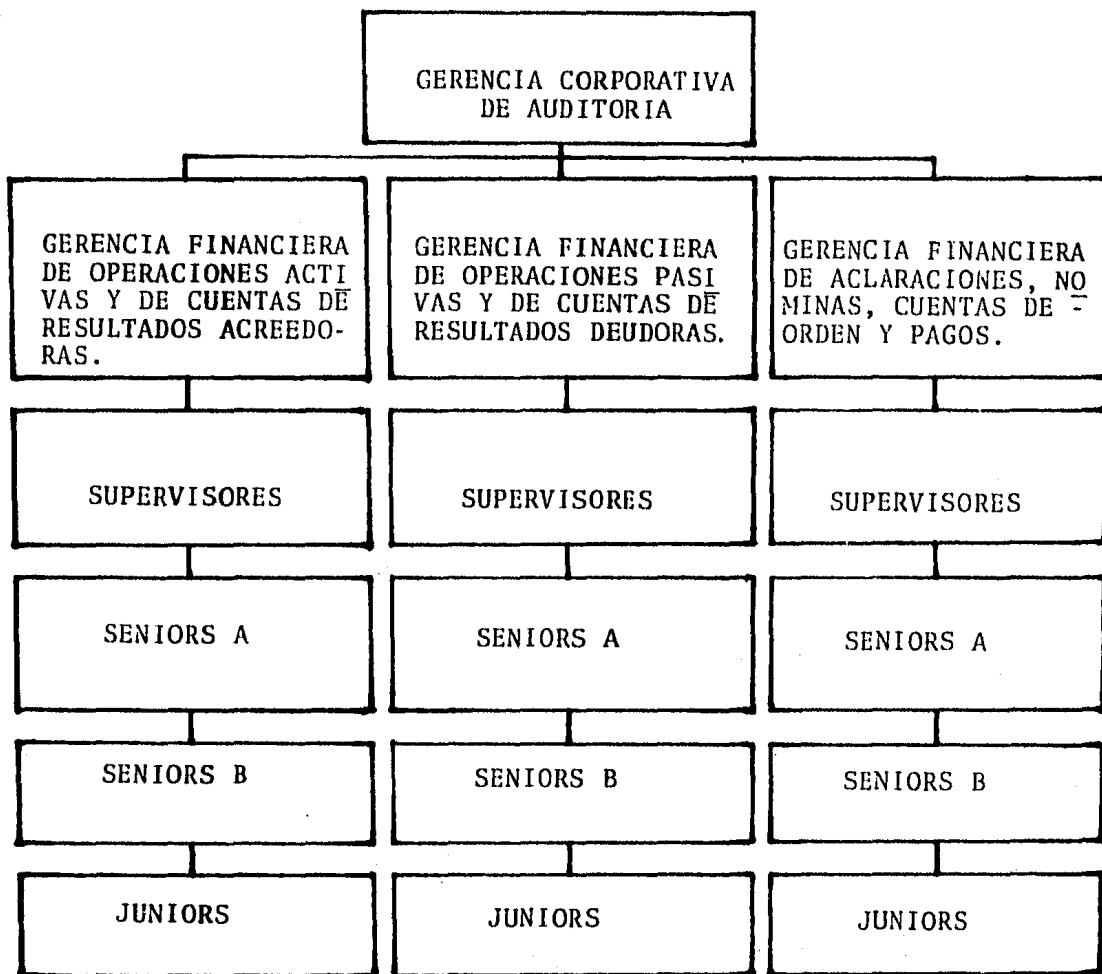 GERENCIA CORPORATIVA
DE AUDITORIA
GERENCIA FINANCIERA
DE OPERACIONES ACTI
VAS Y DE CUENTAS DE
RESULTADOS ACREEDO-
RAS.
GERENCIA FINANCIERA
DE OPERACIONES PASI
VAS Y DE CUENTAS DE
RESULTADOS DEUDORAS.
GERENCIA FINANCIERA
DE ACLARACIONES, NO
MINAS, CUENTAS DE -
ORDEN Y PAGOS.
SUPERVISORES
SUPERVISORES
SUPERVISORES
SENIORS A
SENIORS A
SENIORS A
SENIORS B
SENIORS B
SENIORS B
JUNIORS
JUNIORS
JUNIORS